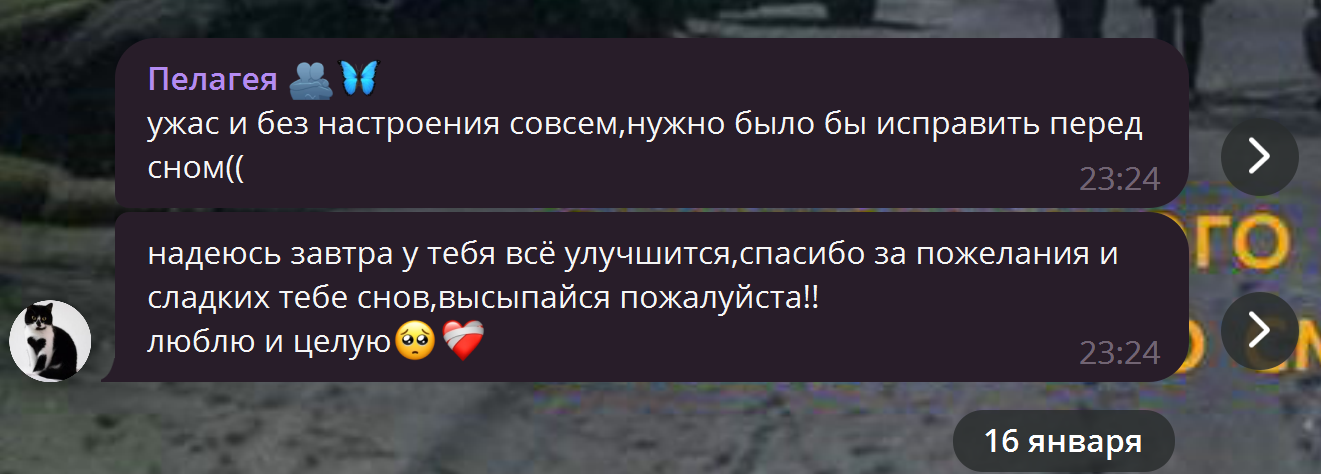 Пелагея 🫂🦋
ужас и без настроения совсем,нужно было бы исправить перед
сном((
23:24
надеюсь завтра у тебя всё улучшится,спасибо за пожелания и
сладких тебе снов,высыпайся пожалуйста!!
люблю и целую🥺❤️‍🩹
23:24
16 января